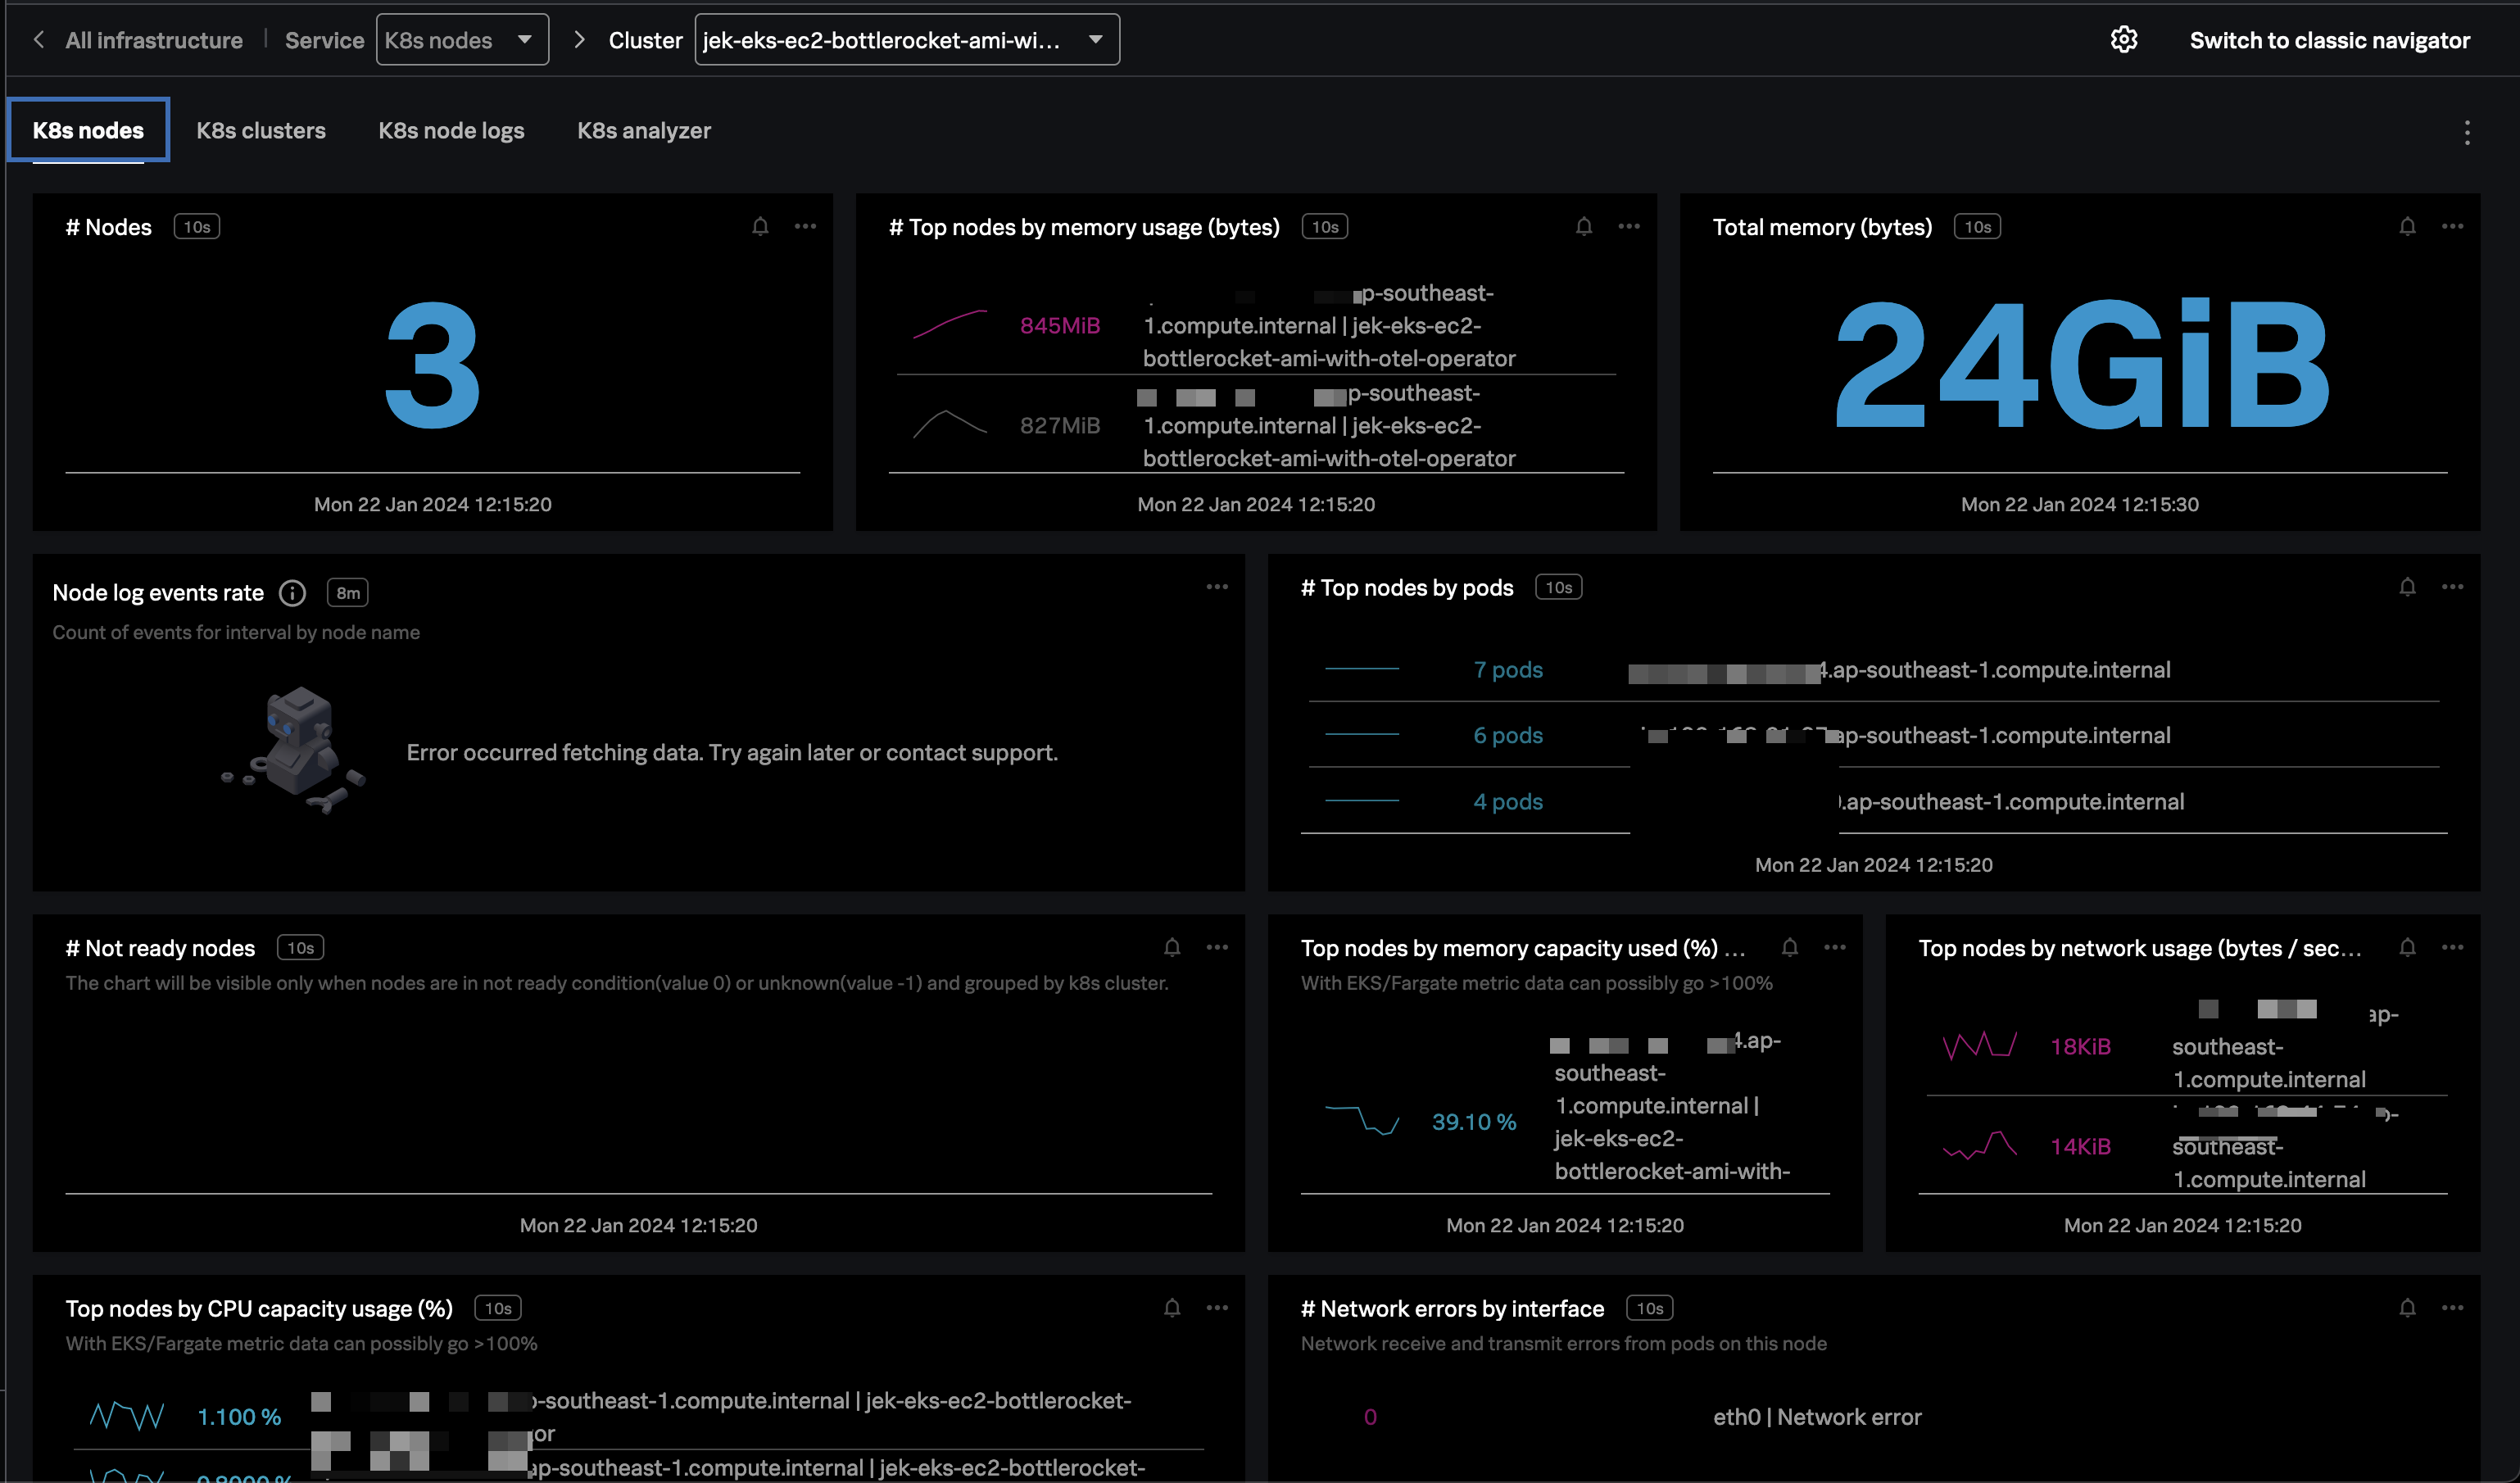 All infrastructure | Service K8s nodes > Cluster jek-eks-ec2-bottlerocket-ami-wi...
Switch to classic navigator
K8s nodes K8s clusters K8s node logs K8s analyzer
# Nodes 10s
3
Mon 22 Jan 2024 12:15:20
# Top nodes by memory usage (bytes) 10s
845MiB
p-southeast-
1.compute.internal | jek-eks-ec2-
bottlerocket-ami-with-otel-operator
827MiB
p-southeast-
1.compute.internal | jek-eks-ec2-
bottlerocket-ami-with-otel-operator
Mon 22 Jan 2024 12:15:20
Total memory (bytes) 10s
24GiB
Mon 22 Jan 2024 12:15:30
Node log events rate 8m
Count of events for interval by node name
Error occurred fetching data. Try again later or contact support.
# Top nodes by pods 10s
7 pods 4.ap-southeast-1.compute.internal
6 pods ap-southeast-1.compute.internal
4 pods .ap-southeast-1.compute.internal
Mon 22 Jan 2024 12:15:20
# Not ready nodes 10s
The chart will be visible only when nodes are in not ready condition(value 0) or unknown(value -1) and grouped by k8s cluster.
Mon 22 Jan 2024 12:15:20
Top nodes by memory capacity used (%) ...
With EKS/Fargate metric data can possibly go >100%
39.10 %
4.ap-
southeast-
1.compute.internal |
jek-eks-ec2-
bottlerocket-ami-with-
Mon 22 Jan 2024 12:15:20
Top nodes by network usage (bytes / sec...
18KiB
ap-
southeast-
1.compute.internal
14KiB
southeast-
1.compute.internal
Mon 22 Jan 2024 12:15:20
Top nodes by CPU capacity usage (%) 10s
With EKS/Fargate metric data can possibly go >100%
1.100 %
p-southeast-1.compute.internal | jek-eks-ec2-bottlerocket-
or
ap-southeast-1.compute.internal | jek-eks-ec2-bottlerocket-
# Network errors by interface 10s
Network receive and transmit errors from pods on this node
0 eth0 | Network error